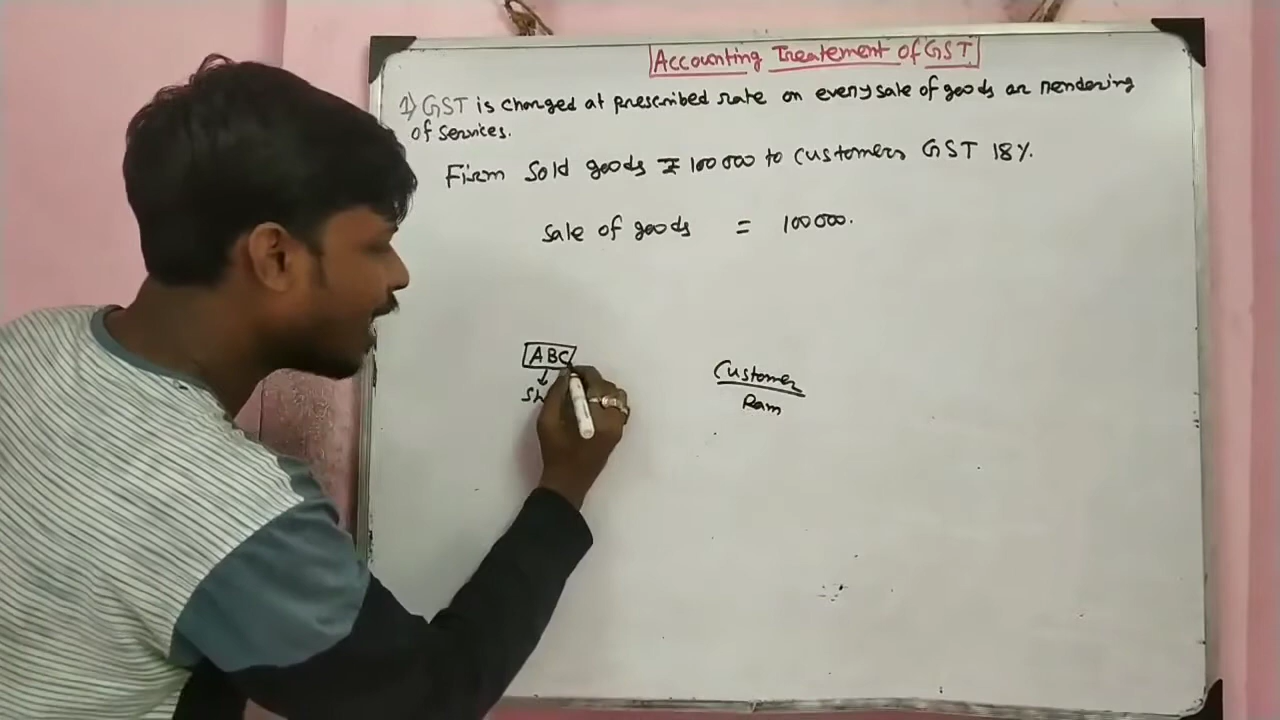 Accounting Treatement of GST
1) GST is charged at prescribed rate on every sale of goods or rendering
of services.
Firm Sold goods ₹ 100000 to Customers GST 18%.
Sale of goods = 100000.
ABC
Customer
Ram